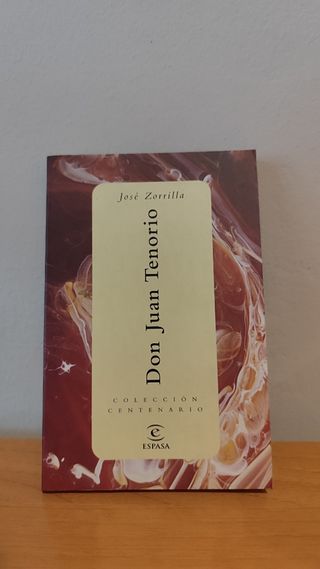 José Zorrilla
Don Juan Tenorio
COLECCIÓN
CENTENARIO
e
ESPASA